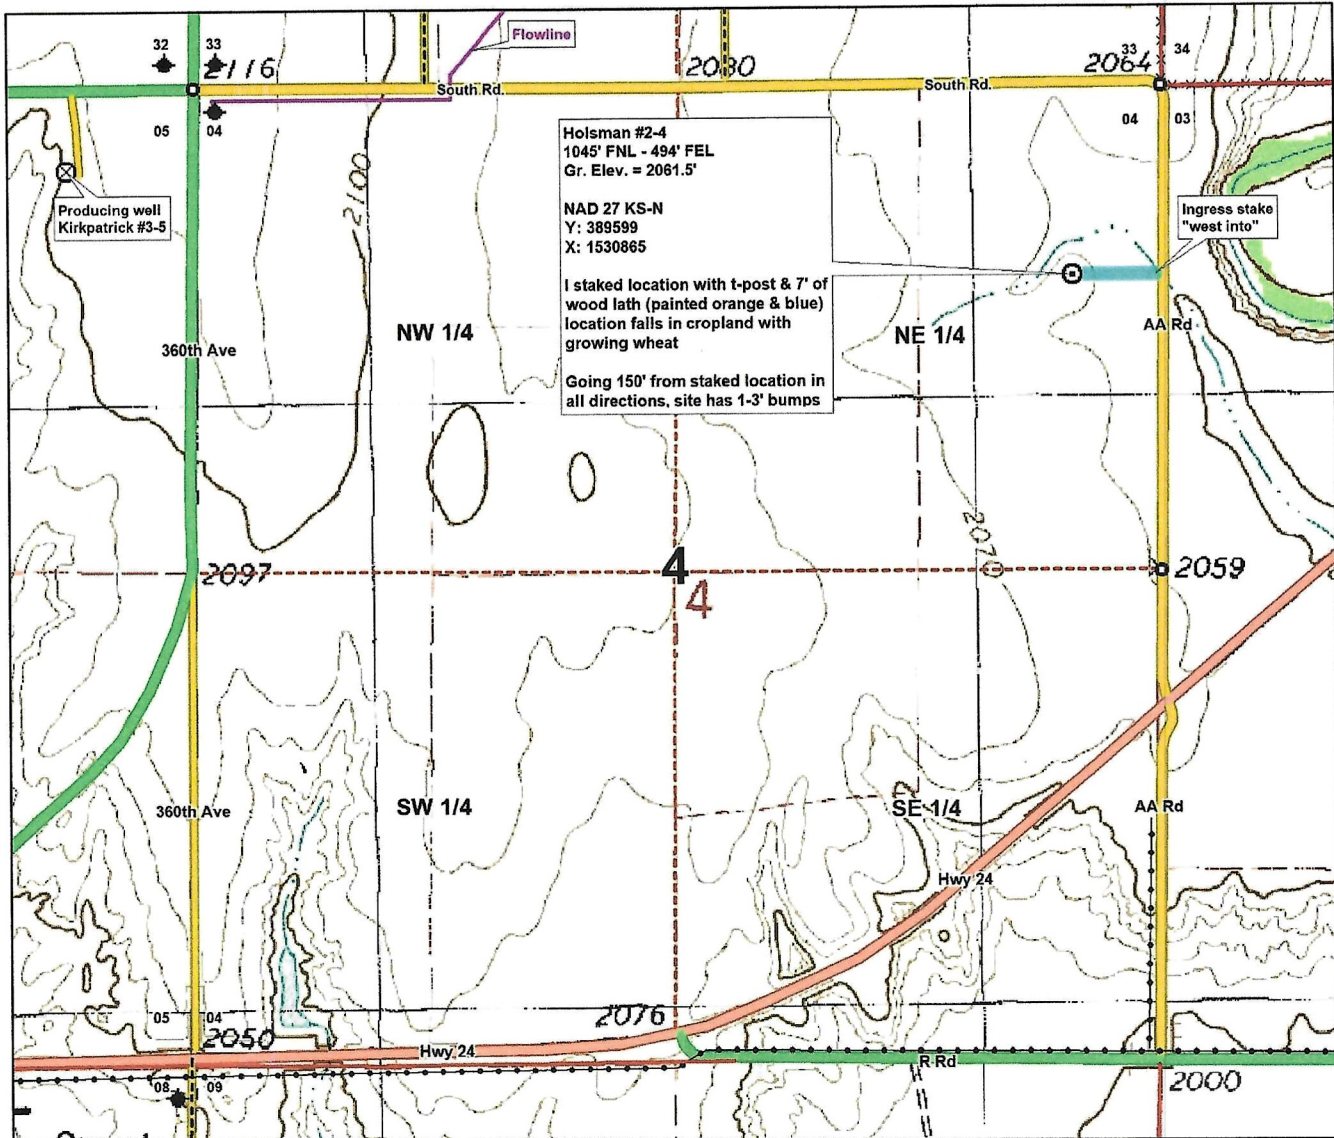 Flowline
32 33
33 34
2116
2080
2064
South Rd.
South Rd.
05 04
04 03
Holsman #2-4
1045' FNL - 494' FEL
Gr. Elev. = 2061.5'
NAD 27 KS-N
Y: 389599
X: 1530865
I staked location with t-post & 7' of
wood lath (painted orange & blue)
location falls in cropland with
growing wheat
Going 150' from staked location in
all directions, site has 1-3' bumps
Producing well
Kirkpatrick #3-5
2100
Ingress stake
"west into"
NW 1/4
NE 1/4
AA Rd
360th Ave
2070
2097
4
4
2059
360th Ave
SW 1/4
SE 1/4
AA Rd
Hwy 24
05 04
2050
2076
Hwy 24
R Rd
08 09
2000